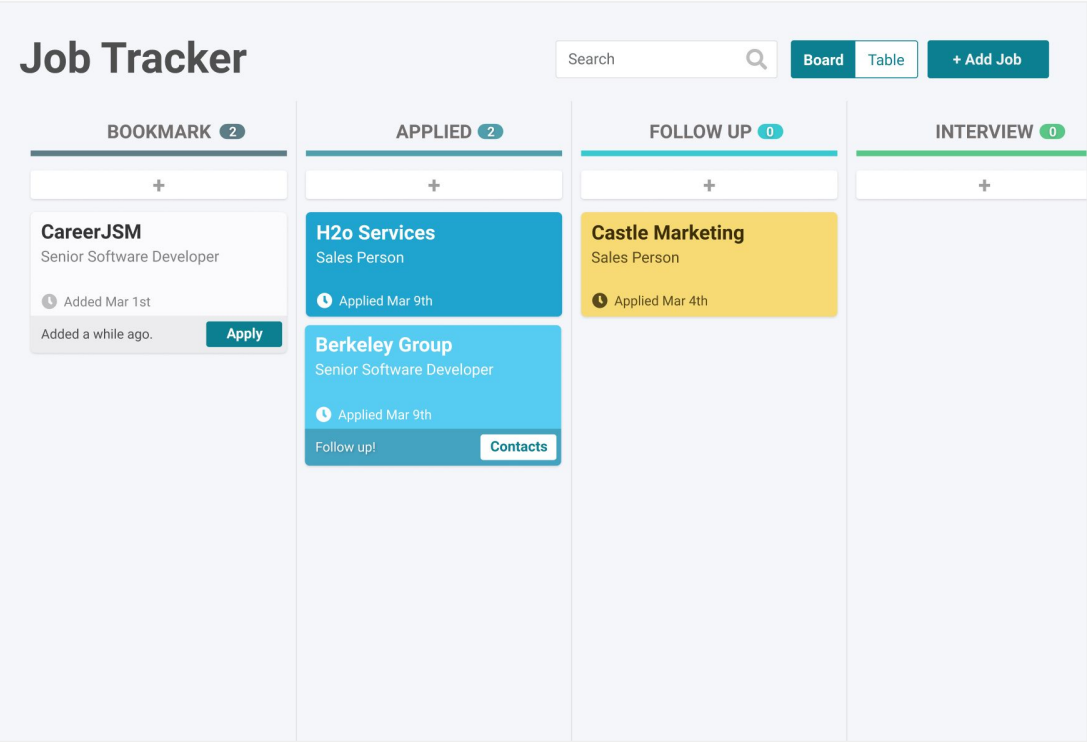 Job Tracker
Search
Board
Table
+ Add Job
BOOKMARK 2
+
CareerJSM
Senior Software Developer
Added Mar 1st
Added a while ago.
Apply
APPLIED 2
+
H2o Services
Sales Person
Applied Mar 9th
Berkeley Group
Senior Software Developer
Applied Mar 9th
Follow up!
Contacts
FOLLOW UP 0
+
Castle Marketing
Sales Person
Applied Mar 4th
INTERVIEW 0
+